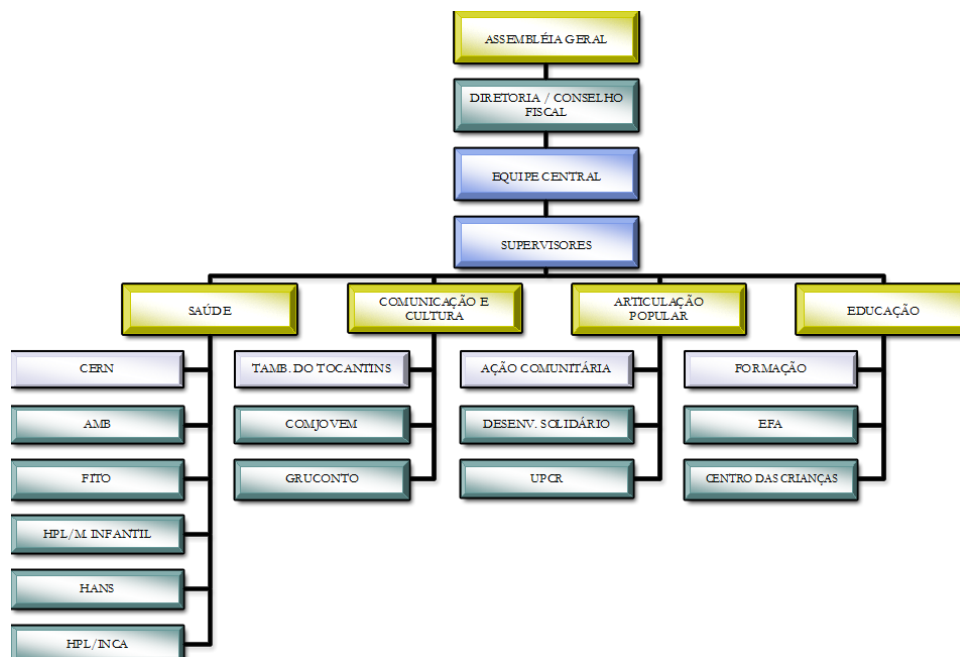 ASSEMBLÉIA GERAL
DIRETORIA / CONSELHO
FISCAL
EQUIPE CENTRAL
SUPERVISORES
SAÚDE
COMUNICAÇÃO E
CULTURA
ARTICULAÇÃO
POPULAR
EDUCAÇÃO
CERN
AMB
FITO
HPL/M. INFANTIL
HANS
HPL/INCA
TAMB. DO TOCANTINS
COMJOVEM
GRUCONTO
AÇÃO COMUNITÁRIA
DESENV. SOLIDÁRIO
UPCR
FORMAÇÃO
EFA
CENTRO DAS CRIANÇAS